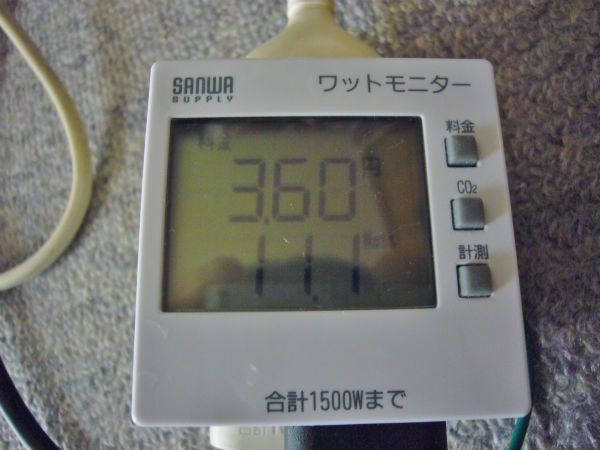 SANWA
SUPPLY
ワットモニター
料金
3.60 円
11.1 Watt
料金
CO₂
計測
合計1500Wまで